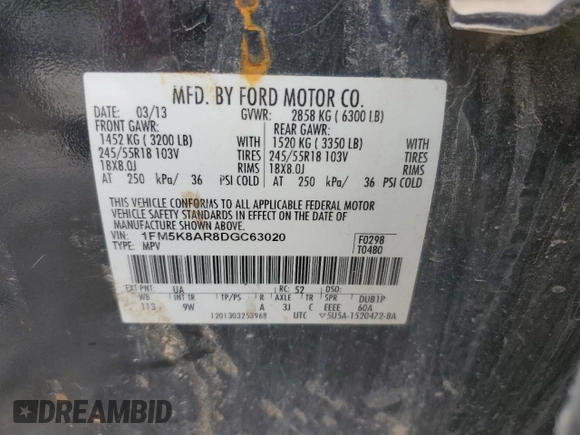 MFD. BY FORD MOTOR CO.
DATE: 03/13 GVWR: 2858 KG ( 6300 LB)
FRONT GAWR: REAR GAWR:
1452 KG ( 3200 LB) WITH 1520 KG ( 3350 LB) WITH
245/55R18 103V TIRES 245/55R18 103V TIRES
18X8.0J RIMS 18X8.0J RIMS
AT 250 kPa/ 36 PSI COLD AT 250 kPa/ 36 PSI COLD
THIS VEHICLE CONFORMS TO ALL APPLICABLE FEDERAL MOTOR
VEHICLE SAFETY STANDARDS IN EFFECT ON THE DATE OF
MANUFACTURE SHOWN ABOVE.
VIN: 1FM5K8AR8DGC63020 F0298
TYPE: MPV T0480
EXT PNT: UA RC: 52 DSO:
WB INT TR TP/PS R AXLE TR SPR DUB1P
113 9W A 3J C EEEE 60A
1201303253968 UTC 5U5A-1520472-BA
DREAMBID